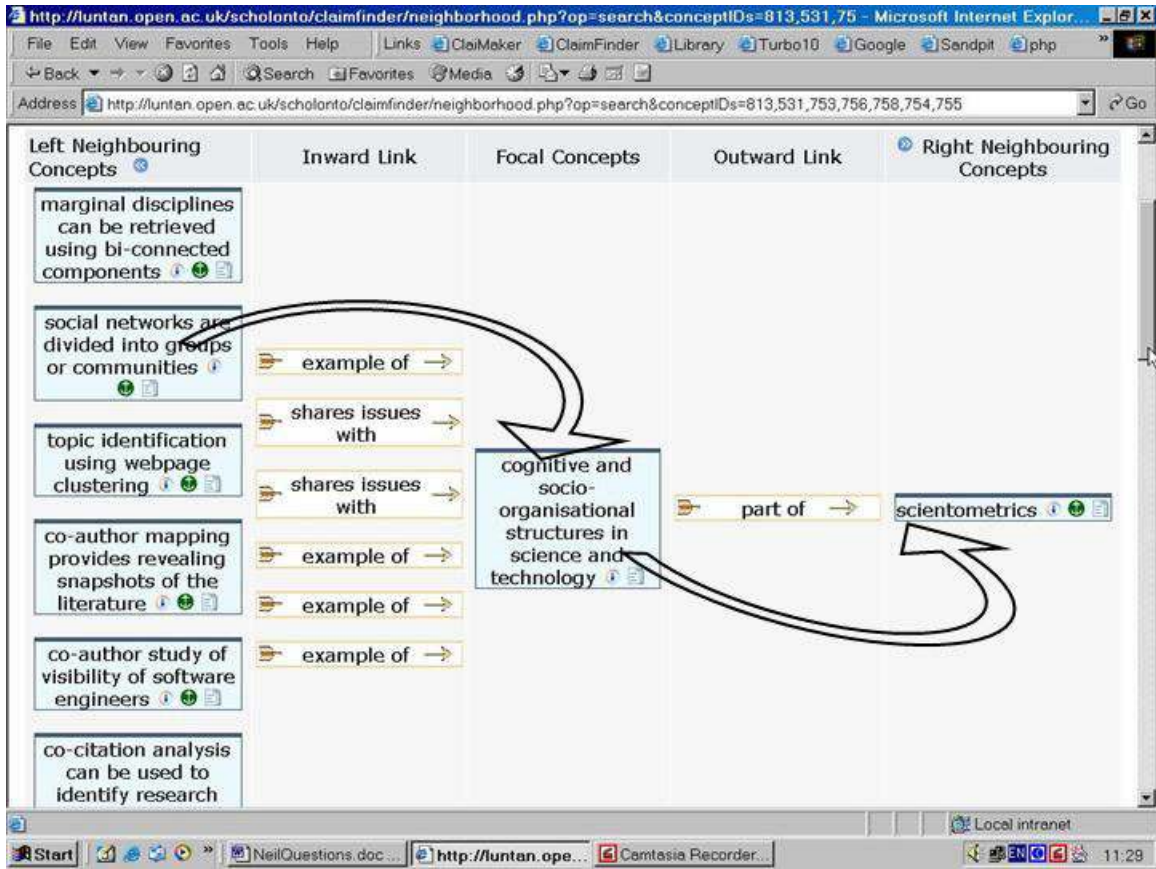 http://luntan.open.ac.uk/scholonto/claimfinder/neighborhood.php?op=search&conceptIDs=813,531,75 - Microsoft Internet Explor...
File Edit View Favorites Tools Help Links ClaiMaker ClaimFinder Library Turbo10 Google Sandpit php »
Back Search Favorites Media
Address http://luntan.open.ac.uk/scholonto/claimfinder/neighborhood.php?op=search&conceptIDs=813,531,753,756,758,754,755 Go
Left Neighbouring
Concepts
Inward Link
Focal Concepts
Outward Link
Right Neighbouring
Concepts
marginal disciplines
can be retrieved
using bi-connected
components
social networks are
divided into groups
or communities
topic identification
using webpage
clustering
co-author mapping
provides revealing
snapshots of the
literature
co-author study of
visibility of software
engineers
co-citation analysis
can be used to
identify research
example of
shares issues
with
shares issues
with
example of
example of
example of
cognitive and
socio-
organisational
structures in
science and
technology
part of
scientometrics
Local intranet
Start » NeilQuestions.doc ... http://luntan.ope... Camtasia Recorder... EN 11:29